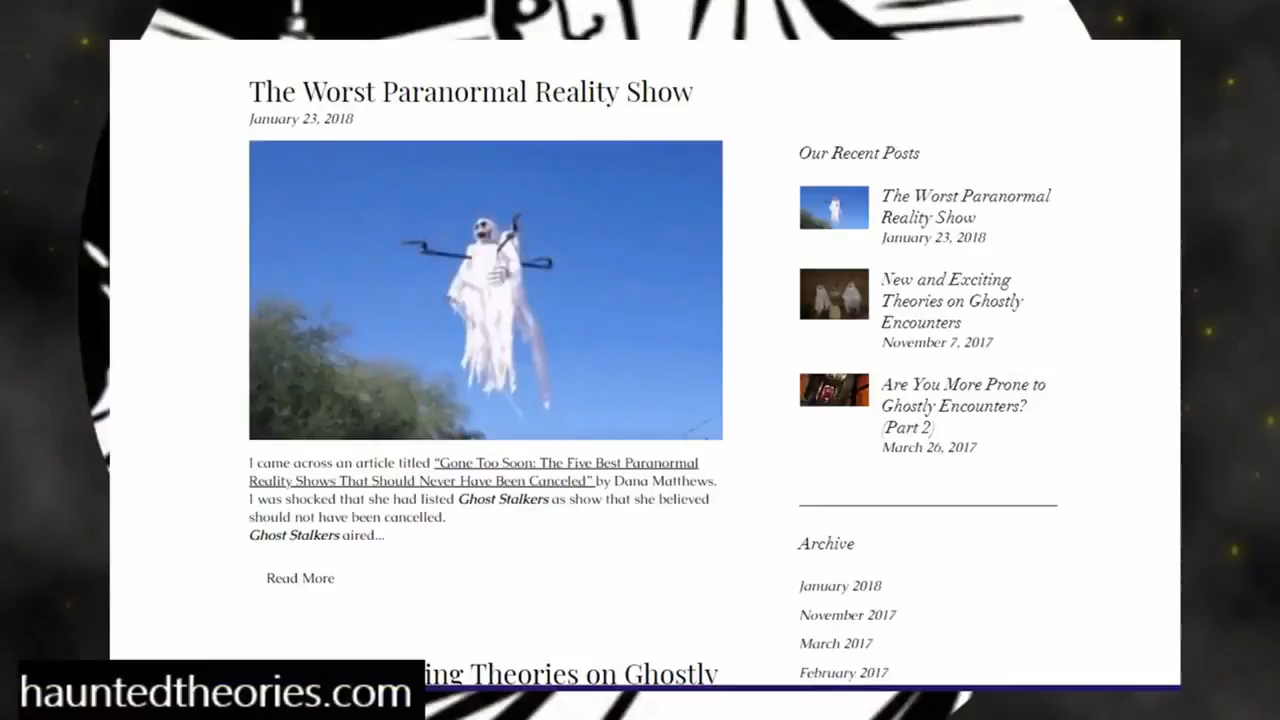 The Worst Paranormal Reality Show
January 23, 2018
I came across an article titled “Gone Too Soon: The Five Best Paranormal
Reality Shows That Should Never Have Been Canceled” by Dana Matthews.
I was shocked that she had listed Ghost Stalkers as show that she believed
should not have been cancelled.
Ghost Stalkers aired...
Read More
ing Theories on Ghostly
Our Recent Posts
The Worst Paranormal
Reality Show
January 23, 2018
New and Exciting
Theories on Ghostly
Encounters
November 7, 2017
Are You More Prone to
Ghostly Encounters?
(Part 2)
March 26, 2017
Archive
January 2018
November 2017
March 2017
February 2017
hauntedtheories.com